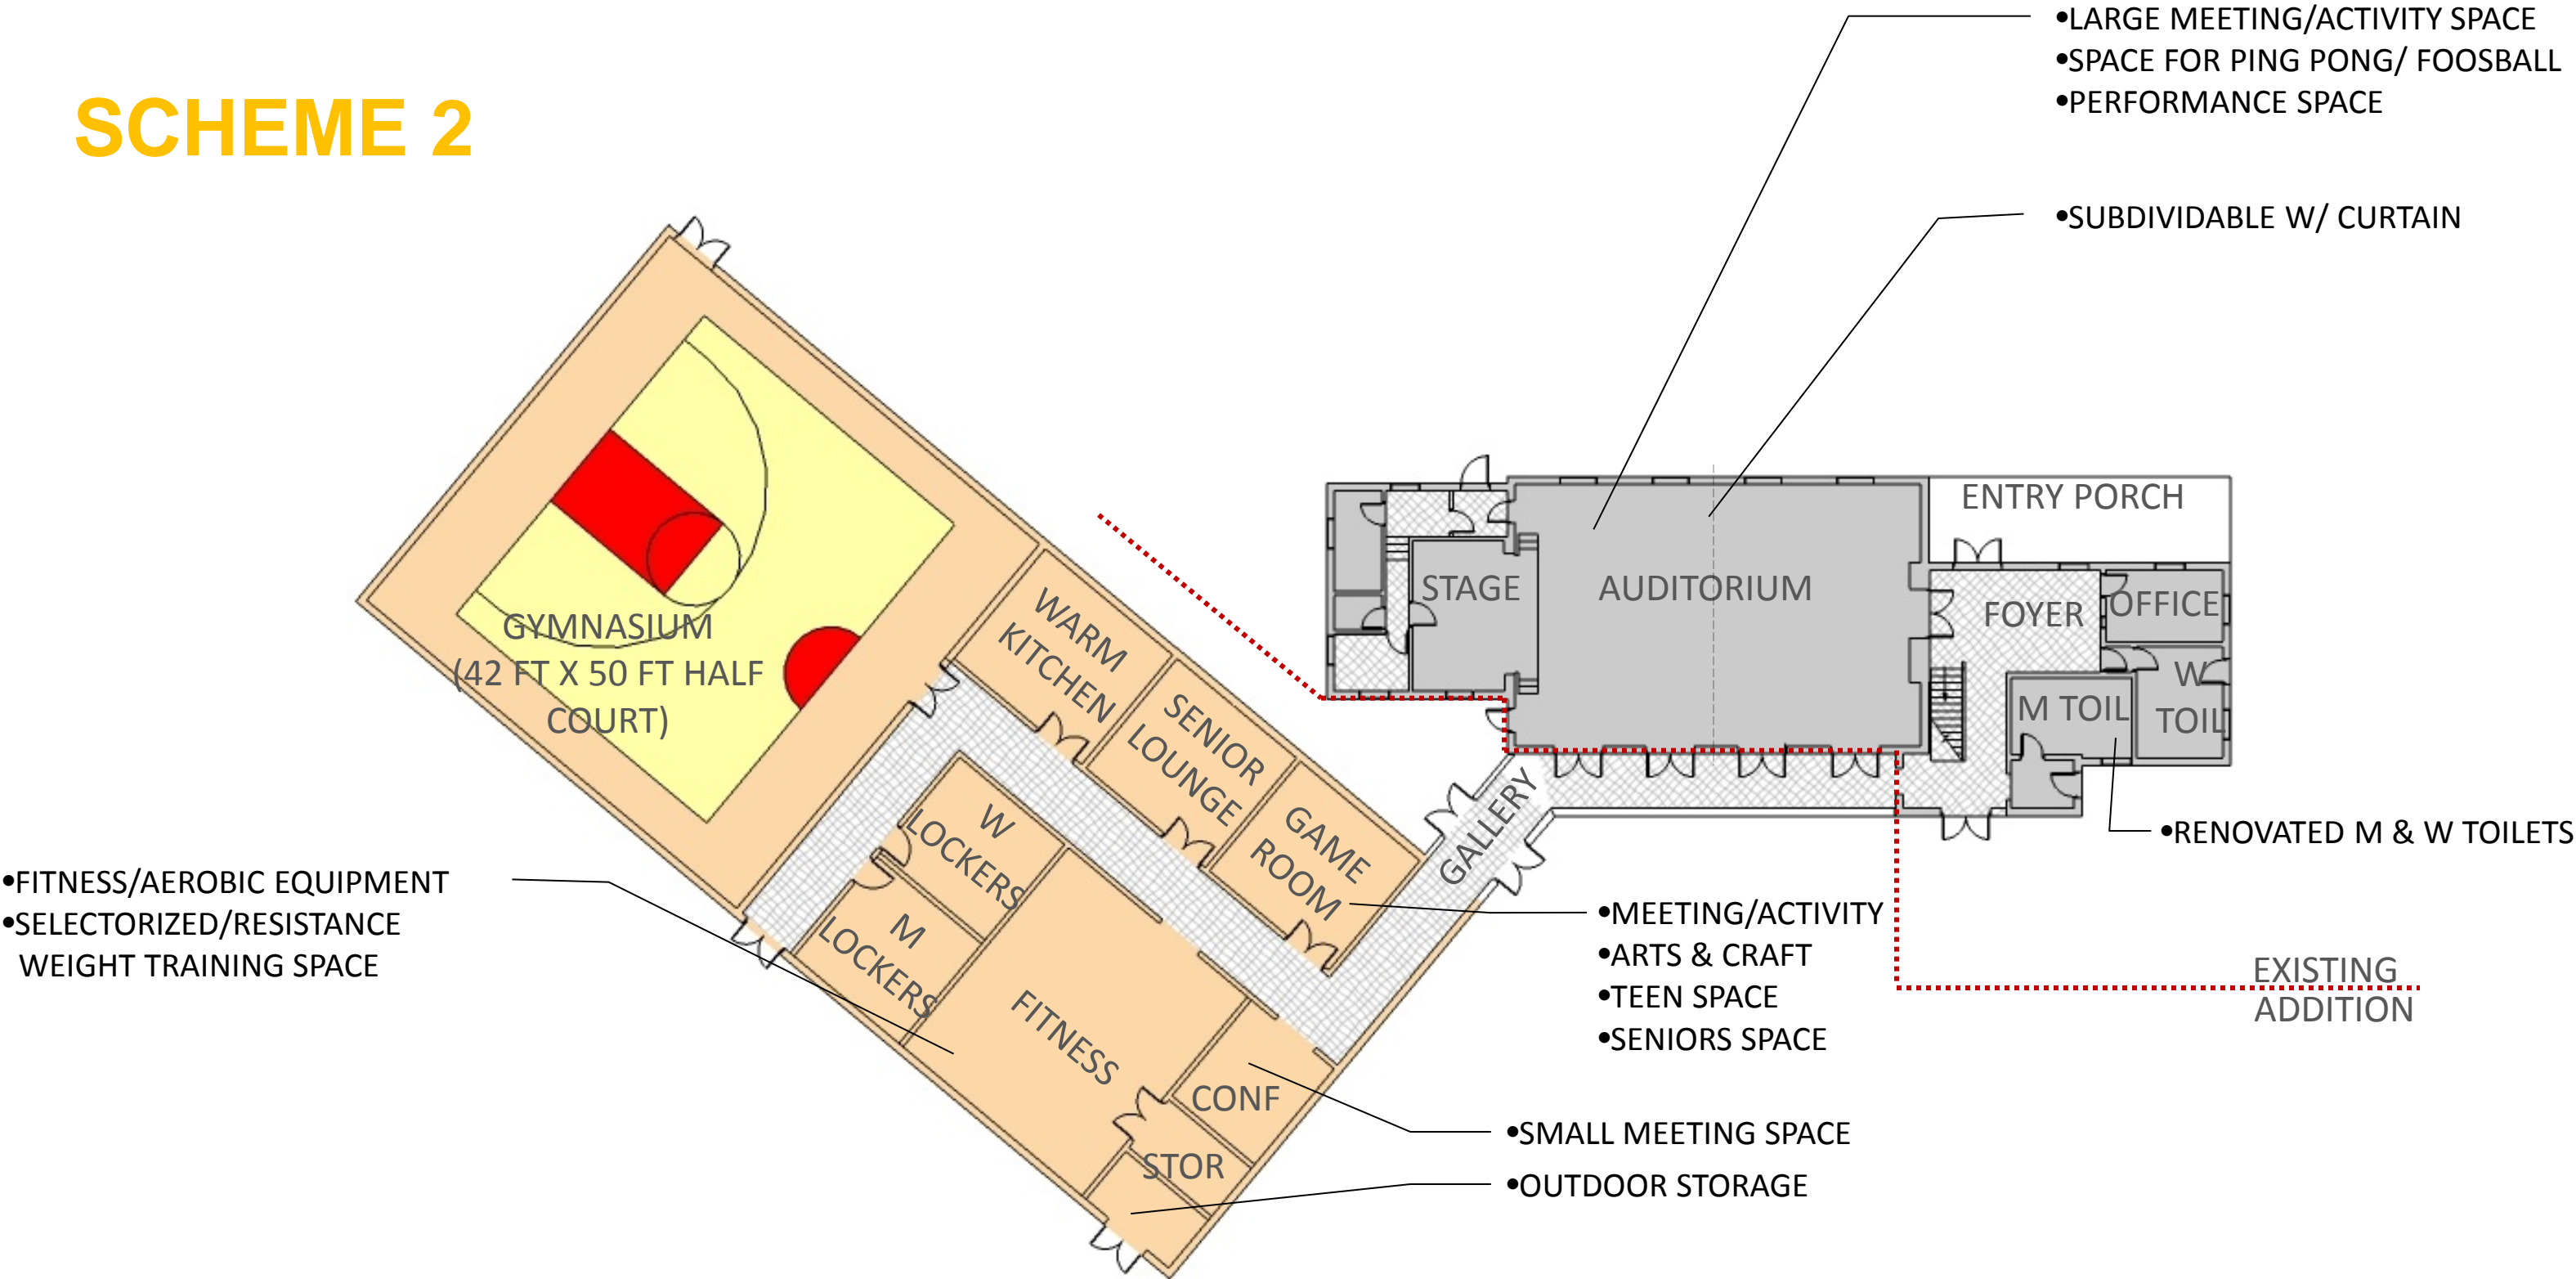 SCHEME 2
•LARGE MEETING/ACTIVITY SPACE
•SPACE FOR PING PONG/ FOOSBALL
•PERFORMANCE SPACE
•SUBDIVIDABLE W/ CURTAIN
ENTRY PORCH
STAGE
AUDITORIUM
FOYER
OFFICE
W
TOIL
M TOIL
•RENOVATED M & W TOILETS
GYMNASIUM
(42 FT X 50 FT HALF
COURT)
WARM
KITCHEN
SENIOR
LOUNGE
GAME
ROOM
GALLERY
W
LOCKERS
M
LOCKERS
FITNESS
CONF
STOR
•FITNESS/AEROBIC EQUIPMENT
•SELECTORIZED/RESISTANCE
WEIGHT TRAINING SPACE
•MEETING/ACTIVITY
•ARTS & CRAFT
•TEEN SPACE
•SENIORS SPACE
EXISTING
ADDITION
•SMALL MEETING SPACE
•OUTDOOR STORAGE